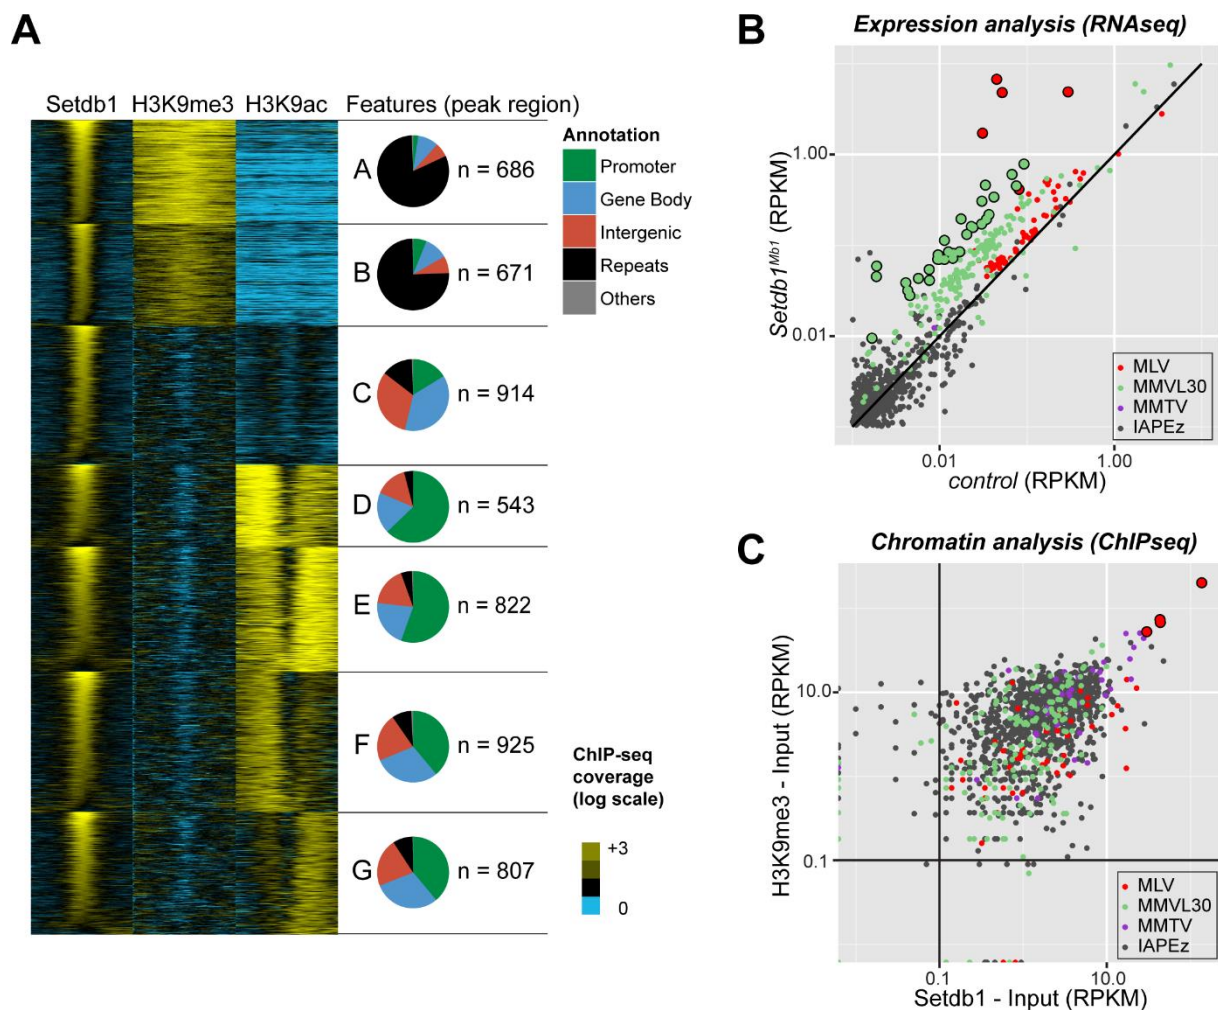 A
Setdb1 H3K9me3 H3K9ac Features (peak region)
Annotation
Promoter
Gene Body
Intergenic
Repeats
Others
A n = 686
B n = 671
C n = 914
D n = 543
E n = 822
F n = 925
G n = 807
ChIP-seq
coverage
(log scale)
+3
0
B
Expression analysis (RNAseq)
Setdb1Mb1 (RPKM)
1.00
0.01
0.01 1.00
control (RPKM)
MLV
MMVL30
MMTV
IAPEz
C
Chromatin analysis (ChIPseq)
H3K9me3 - Input (RPKM)
10.0
0.1
0.1 10.0
Setdb1 - Input (RPKM)
MLV
MMVL30
MMTV
IAPEz